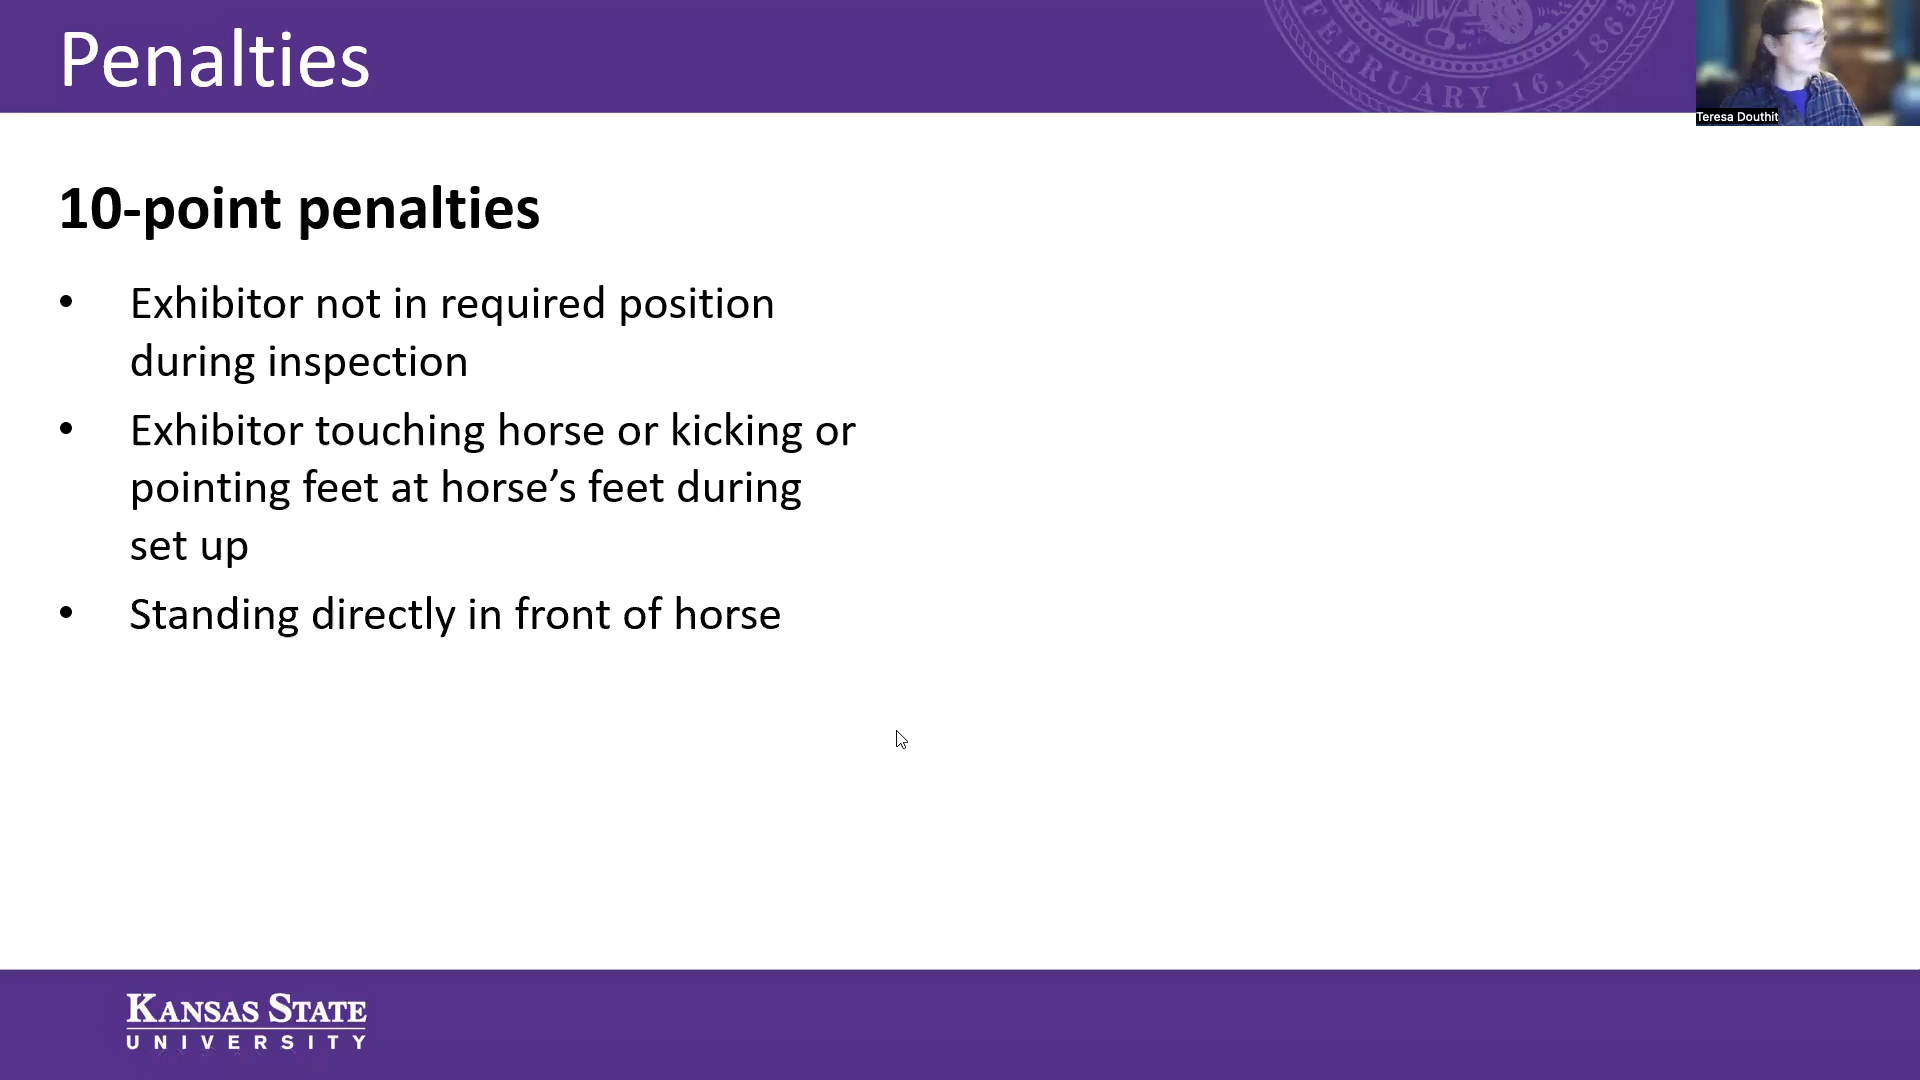 Penalties
FEBRUARY 16, 1863
Teresa Douthit
10-point penalties
• Exhibitor not in required position
during inspection
• Exhibitor touching horse or kicking or
pointing feet at horse’s feet during
set up
• Standing directly in front of horse
KANSAS STATE
UNIVERSITY